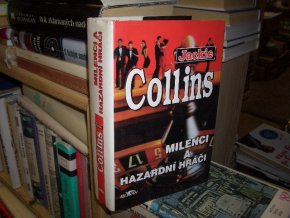 Jackie
Collins
MILENCI
A
HAZARDNÍ HRÁČI
Collins
MILENCI A
HAZARDNÍ HRÁČI